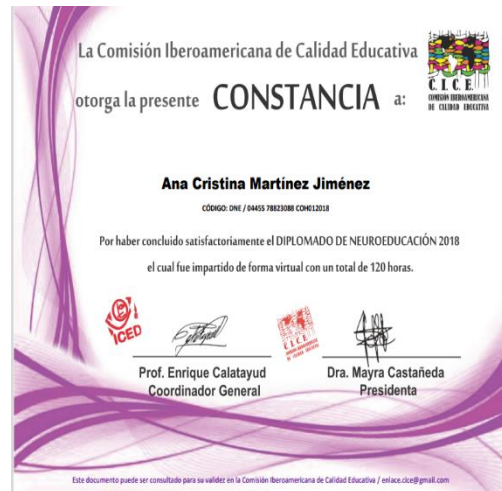 La Comisión Iberoamericana de Calidad Educativa
otorga la presente CONSTANCIA a:
C. I. C. E.
COMISIÓN IBEROAMERICANA
DE CALIDAD EDUCATIVA
Ana Cristina Martínez Jiménez
CÓDIGO: DNE / 04455 78823088 COH012018
Por haber concluido satisfactoriamente el DIPLOMADO DE NEUROEDUCACIÓN 2018
el cual fue impartido de forma virtual con un total de 120 horas.
ICED
C.I.C.E.
Prof. Enrique Calatayud
Coordinador General
Dra. Mayra Castañeda
Presidenta
Este documento puede ser consultado para su validez en la Comisión Iberoamericana de Calidad Educativa / enlace.cice@gmail.com